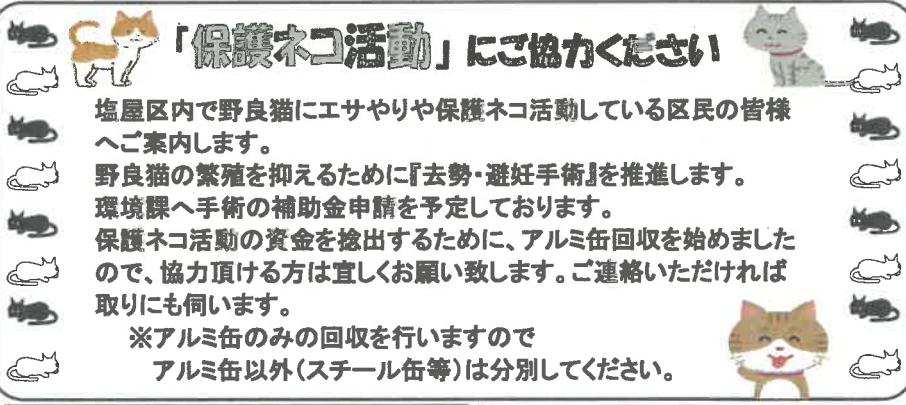 「保護ネコ活動」にご協力ください
塩屋区内で野良猫にエサやりや保護ネコ活動している区民の皆様
へご案内します。
野良猫の繁殖を抑えるために『去勢・避妊手術』を推進します。
環境課へ手術の補助金申請を予定しております。
保護ネコ活動の資金を捻出するために、アルミ缶回収を始めました
ので、協力頂ける方は宜しくお願い致します。ご連絡いただければ
取りにも伺います。
※アルミ缶のみの回収を行いますので
アルミ缶以外(スチール缶等)は分別してください。